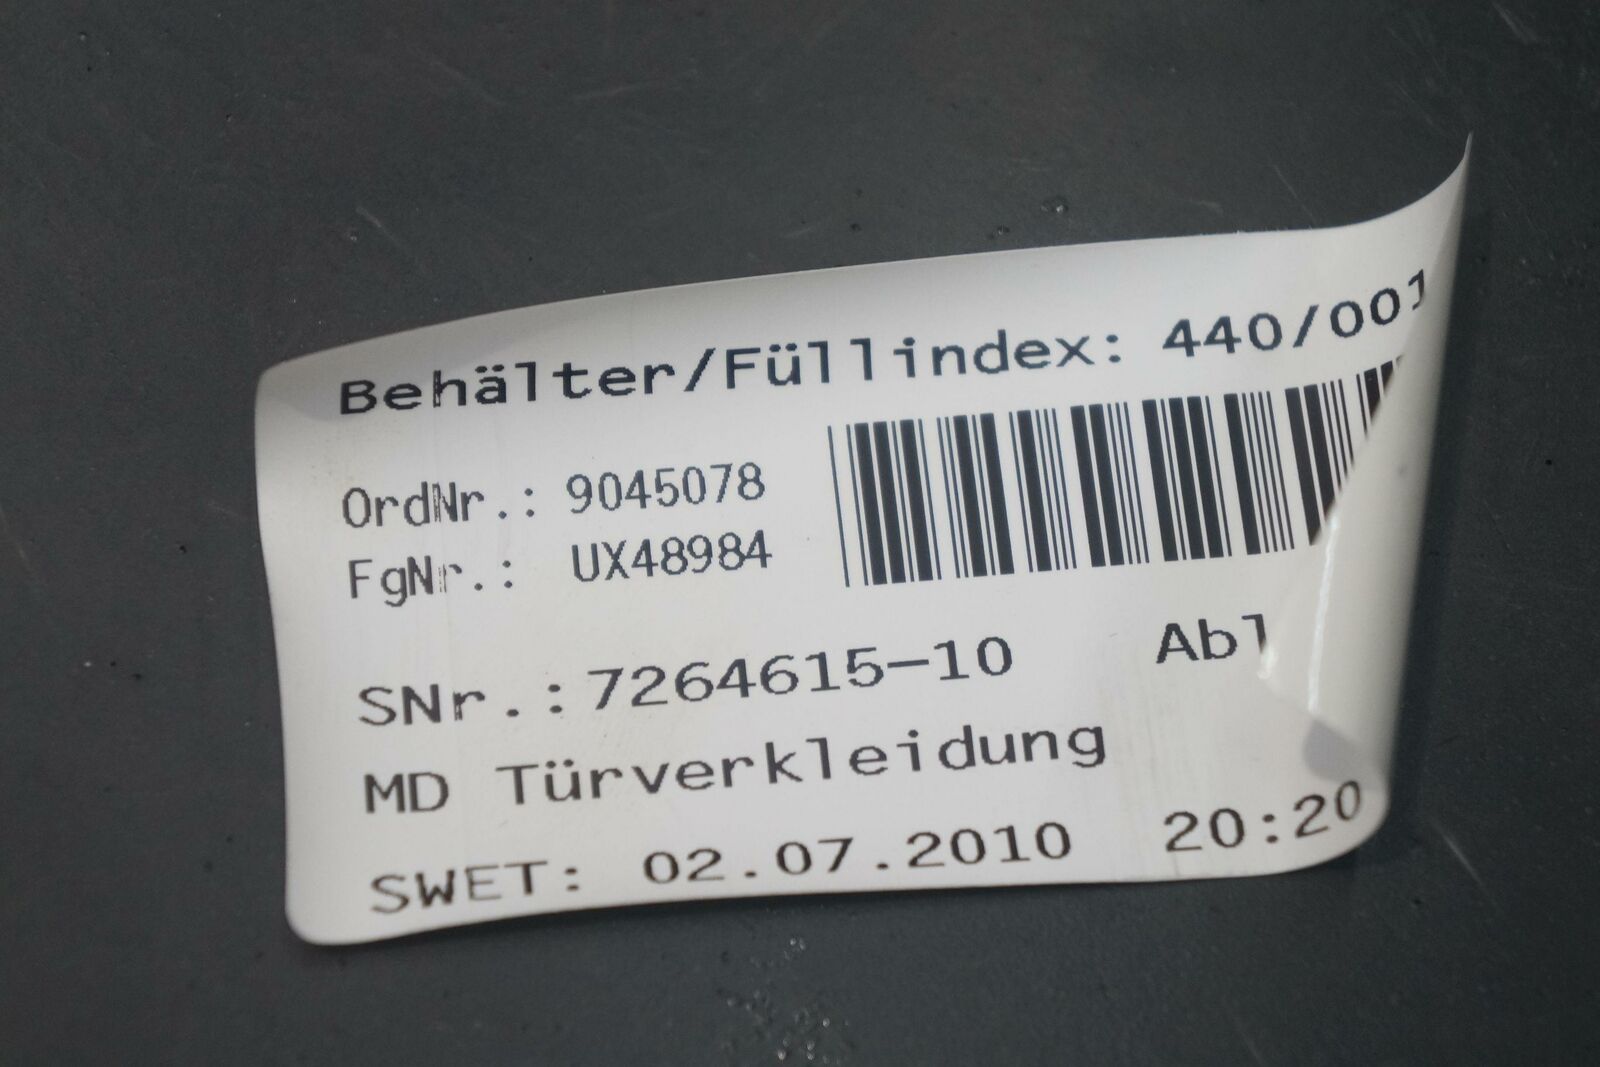 Behälter/Füllindex: 440/001
OrdNr.: 9045078
FgNr.: UX48984
SNr.:7264615-10
MD Türverkleidung
SWET: 02.07.2010 20:20